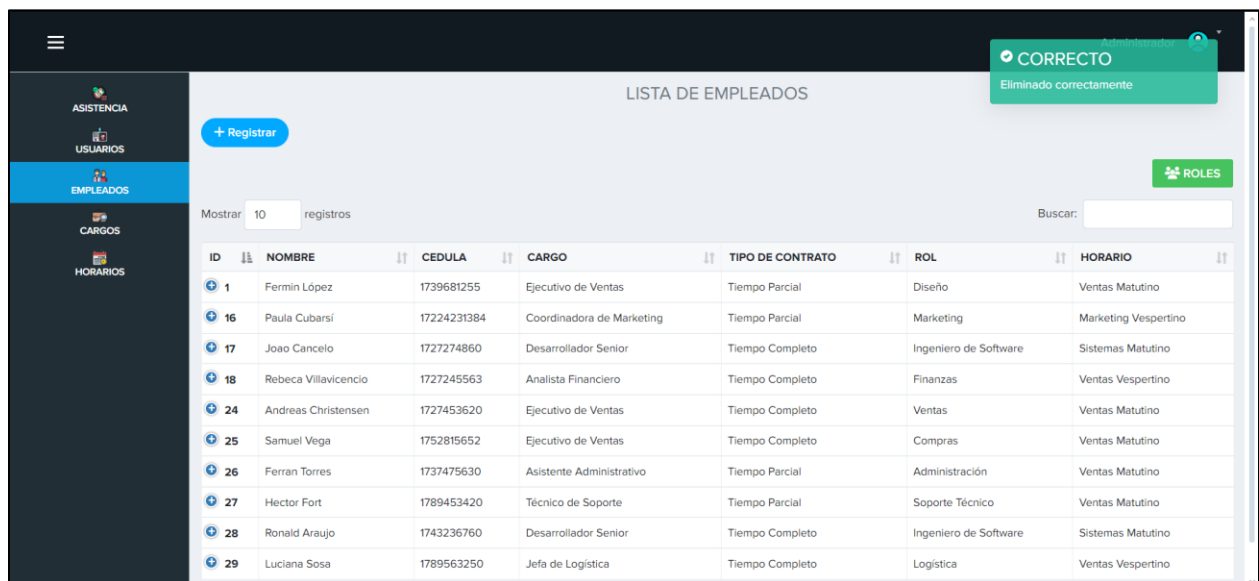 Administrador
CORRECTO
Eliminado correctamente
ASISTENCIA
USUARIOS
EMPLEADOS
CARGOS
HORARIOS
LISTA DE EMPLEADOS
+ Registrar
ROLES
Mostrar 10 registros Buscar:
ID NOMBRE CEDULA CARGO TIPO DE CONTRATO ROL HORARIO
1 Fermin López 1739681255 Ejecutivo de Ventas Tiempo Parcial Diseño Ventas Matutino
16 Paula Cubarsí 17224231384 Coordinadora de Marketing Tiempo Parcial Marketing Marketing Vespertino
17 Joao Cancelo 1727274860 Desarrollador Senior Tiempo Completo Ingeniero de Software Sistemas Matutino
18 Rebeca Villavicencio 1727245563 Analista Financiero Tiempo Completo Finanzas Ventas Vespertino
24 Andreas Christensen 1727453620 Ejecutivo de Ventas Tiempo Completo Ventas Ventas Matutino
25 Samuel Vega 1752815652 Ejecutivo de Ventas Tiempo Completo Compras Ventas Matutino
26 Ferran Torres 1737475630 Asistente Administrativo Tiempo Parcial Administración Ventas Matutino
27 Hector Fort 1789453420 Técnico de Soporte Tiempo Parcial Soporte Técnico Ventas Matutino
28 Ronald Araujo 1743236760 Desarrollador Senior Tiempo Completo Ingeniero de Software Sistemas Matutino
29 Luciana Sosa 1789563250 Jefa de Logística Tiempo Completo Logística Ventas Vespertino